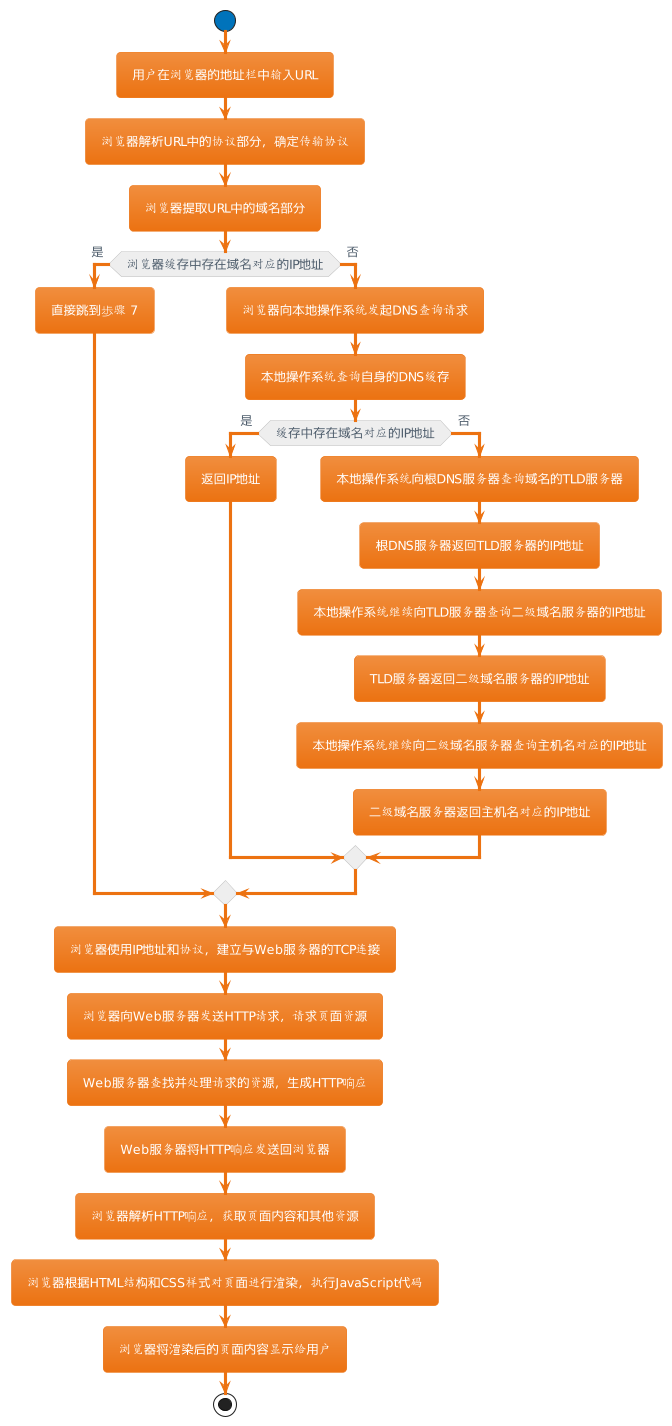 用户在浏览器的地址栏中输入URL
浏览器解析URL中的协议部分，确定传输协议
浏览器提取URL中的域名部分
是
浏览器缓存中存在域名对应的IP地址
否
直接跳到步骤 7
浏览器向本地操作系统发起DNS查询请求
本地操作系统查询自身的DNS缓存
是
缓存中存在域名对应的IP地址
否
返回IP地址
本地操作系统向根DNS服务器查询域名的TLD服务器
根DNS服务器返回TLD服务器的IP地址
本地操作系统继续向TLD服务器查询二级域名服务器的IP地址
TLD服务器返回二级域名服务器的IP地址
本地操作系统继续向二级域名服务器查询主机名对应的IP地址
二级域名服务器返回主机名对应的IP地址
浏览器使用IP地址和协议，建立与Web服务器的TCP连接
浏览器向Web服务器发送HTTP请求，请求页面资源
Web服务器查找并处理请求的资源，生成HTTP响应
Web服务器将HTTP响应发送回浏览器
浏览器解析HTTP响应，获取页面内容和其他资源
浏览器根据HTML结构和CSS样式对页面进行渲染，执行JavaScript代码
浏览器将渲染后的页面内容显示给用户